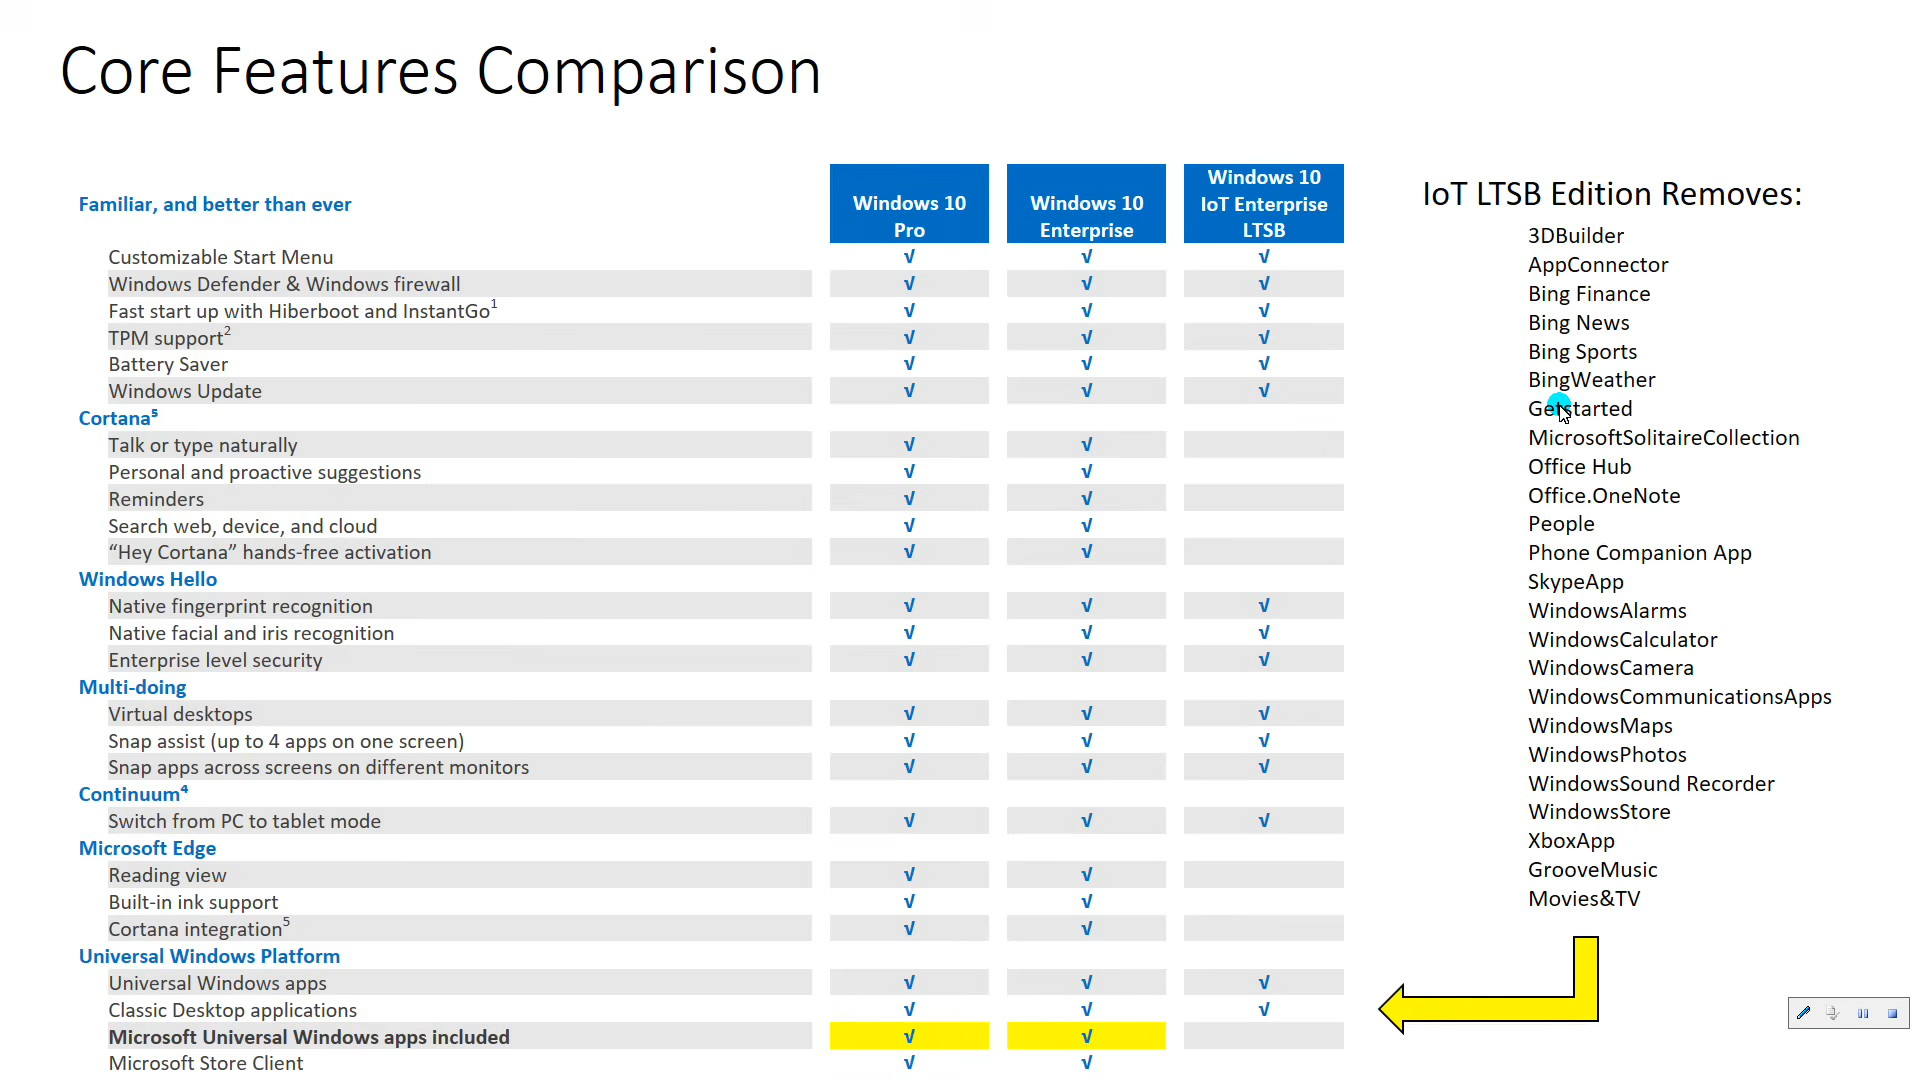 Core Features Comparison
Familiar, and better than ever
Windows 10 Pro
Windows 10 Enterprise
Windows 10 IoT Enterprise LTSB
Customizable Start Menu √ √ √
Windows Defender & Windows firewall √ √ √
Fast start up with Hiberboot and InstantGo¹ √ √ √
TPM support² √ √ √
Battery Saver √ √ √
Windows Update √ √ √
Cortana⁵
Talk or type naturally √ √
Personal and proactive suggestions √ √
Reminders √ √
Search web, device, and cloud √ √
“Hey Cortana” hands-free activation √ √
Windows Hello
Native fingerprint recognition √ √ √
Native facial and iris recognition √ √ √
Enterprise level security √ √ √
Multi-doing
Virtual desktops √ √ √
Snap assist (up to 4 apps on one screen) √ √ √
Snap apps across screens on different monitors √ √ √
Continuum⁴
Switch from PC to tablet mode √ √ √
Microsoft Edge
Reading view √ √
Built-in ink support √ √
Cortana integration⁵ √ √
Universal Windows Platform
Universal Windows apps √ √ √
Classic Desktop applications √ √ √
Microsoft Universal Windows apps included √ √
Microsoft Store Client √ √
IoT LTSB Edition Removes:
3DBuilder
AppConnector
Bing Finance
Bing News
Bing Sports
BingWeather
Getstarted
MicrosoftSolitaireCollection
Office Hub
Office.OneNote
People
Phone Companion App
SkypeApp
WindowsAlarms
WindowsCalculator
WindowsCamera
WindowsCommunicationsApps
WindowsMaps
WindowsPhotos
WindowsSound Recorder
WindowsStore
XboxApp
GrooveMusic
Movies&TV